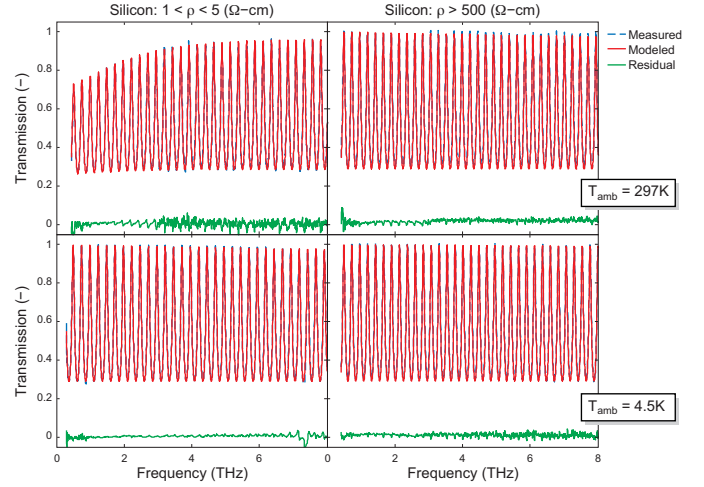 Silicon: 1 < ρ < 5 (Ω−cm)
Silicon: ρ > 500 (Ω−cm)
Measured
Modeled
Residual
Transmission (−)
1
0.8
0.6
0.4
0.2
0
T_amb = 297K
Transmission (−)
1
0.8
0.6
0.4
0.2
0
T_amb = 4.5K
0 2 4 6 0 2 4 6 8
Frequency (THz) Frequency (THz)